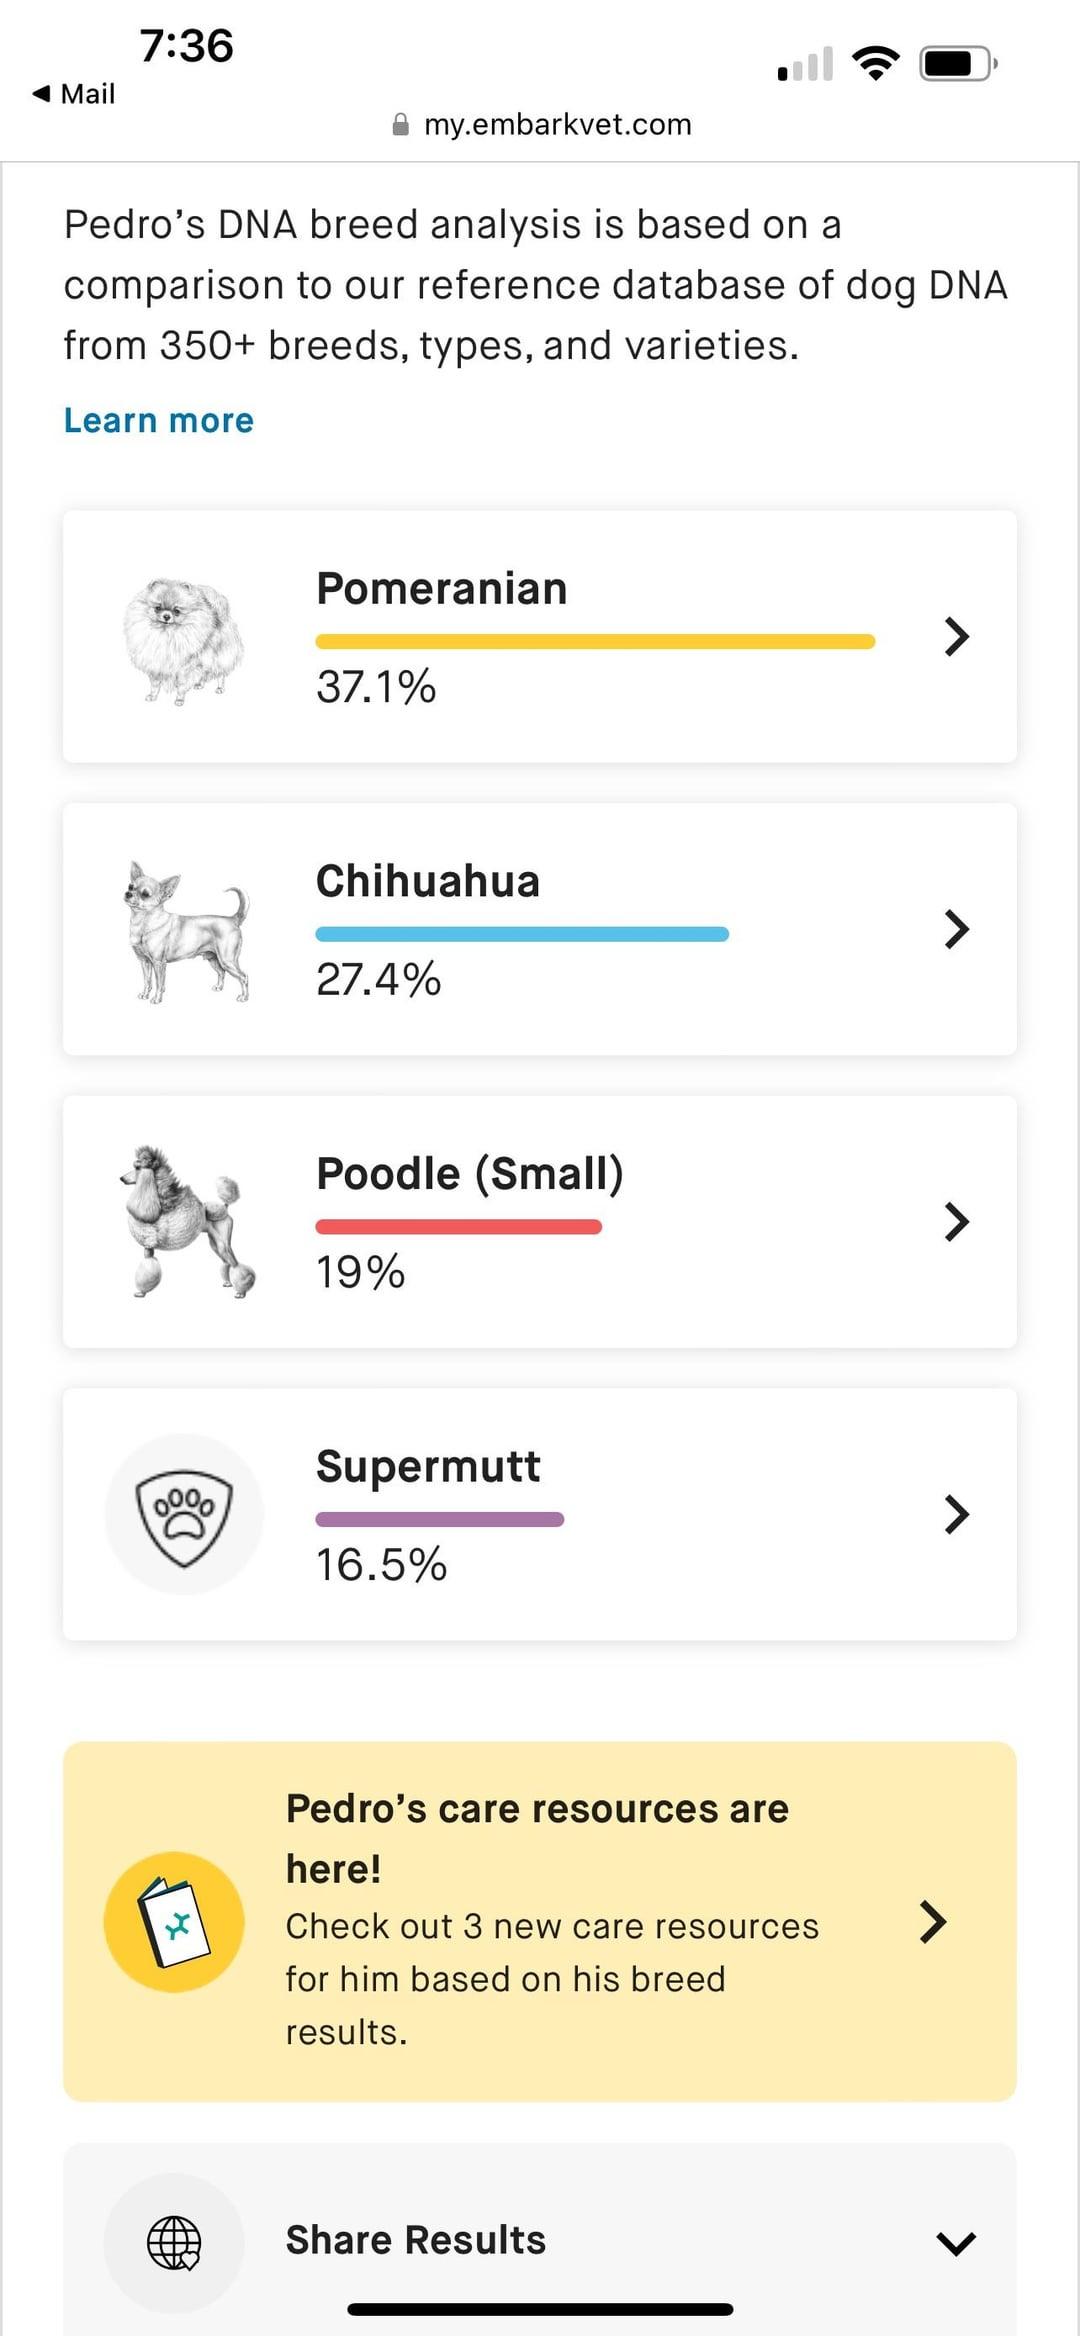 7:36
◀ Mail
my.embarkvet.com
Pedro’s DNA breed analysis is based on a
comparison to our reference database of dog DNA
from 350+ breeds, types, and varieties.
Learn more
Pomeranian
37.1%
Chihuahua
27.4%
Poodle (Small)
19%
Supermutt
16.5%
Pedro’s care resources are
here!
Check out 3 new care resources
for him based on his breed
results.
Share Results